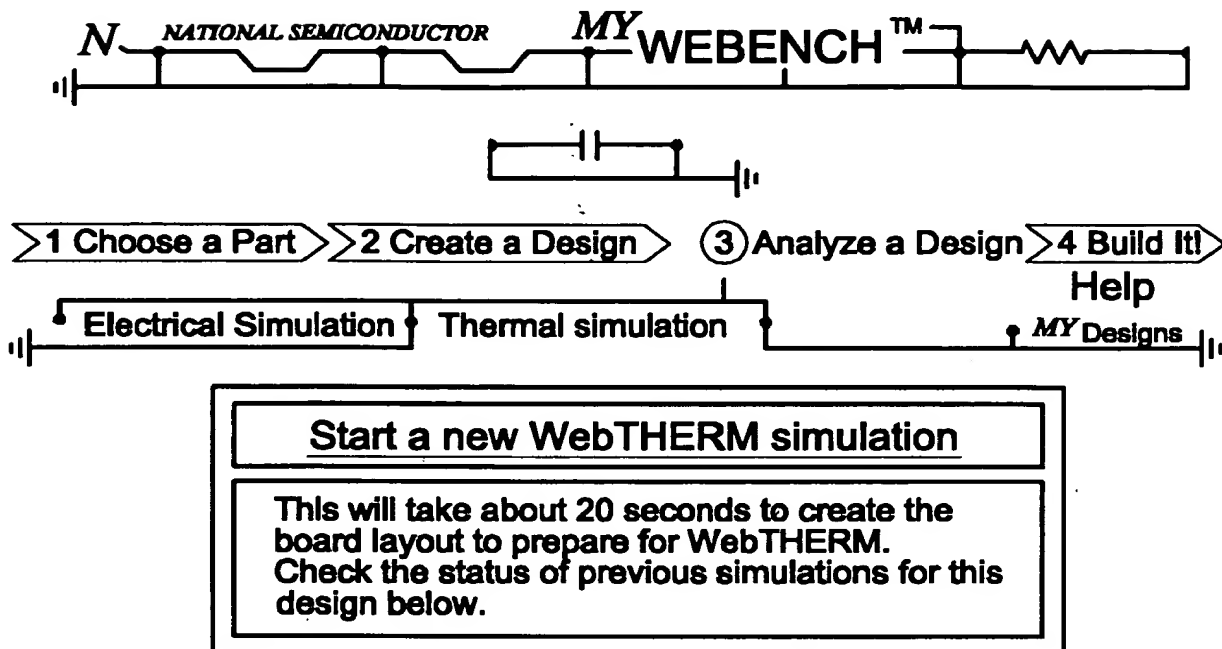 N NATIONAL SEMICONDUCTOR MY WEBENCH™
1 Choose a Part 2 Create a Design 3 Analyze a Design 4 Build It!
Help
Electrical Simulation Thermal simulation MY Designs
Start a new WebTHERM simulation
This will take about 20 seconds to create the
board layout to prepare for WebTHERM.
Check the status of previous simulations for this
design below.